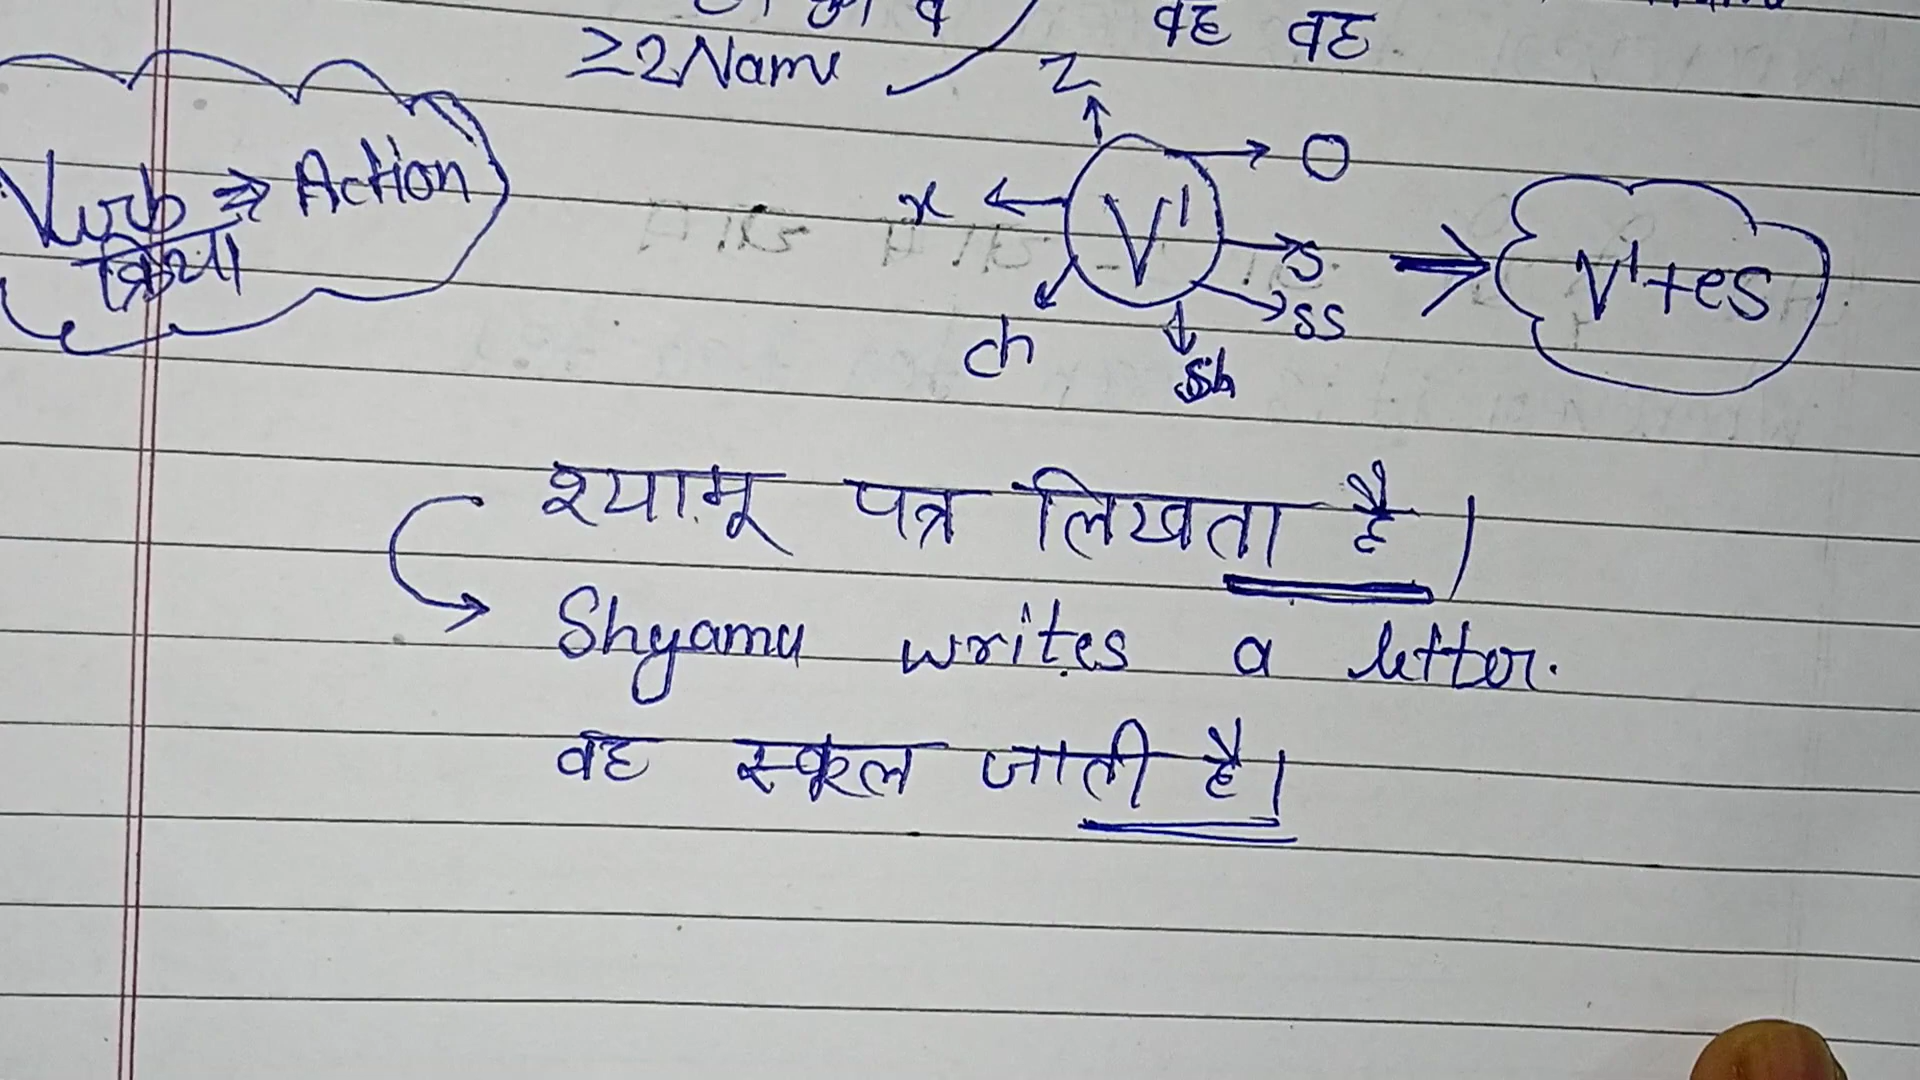 वह वह
≥2 Name
z
Verb ⇒ Action
क्रिया
x ← V¹ → o
→ s
→ ss
ch
sh
⇒ V¹+es
श्यामू पत्र लिखता है।
Shyamu writes a letter.
वह स्कूल जाती है।